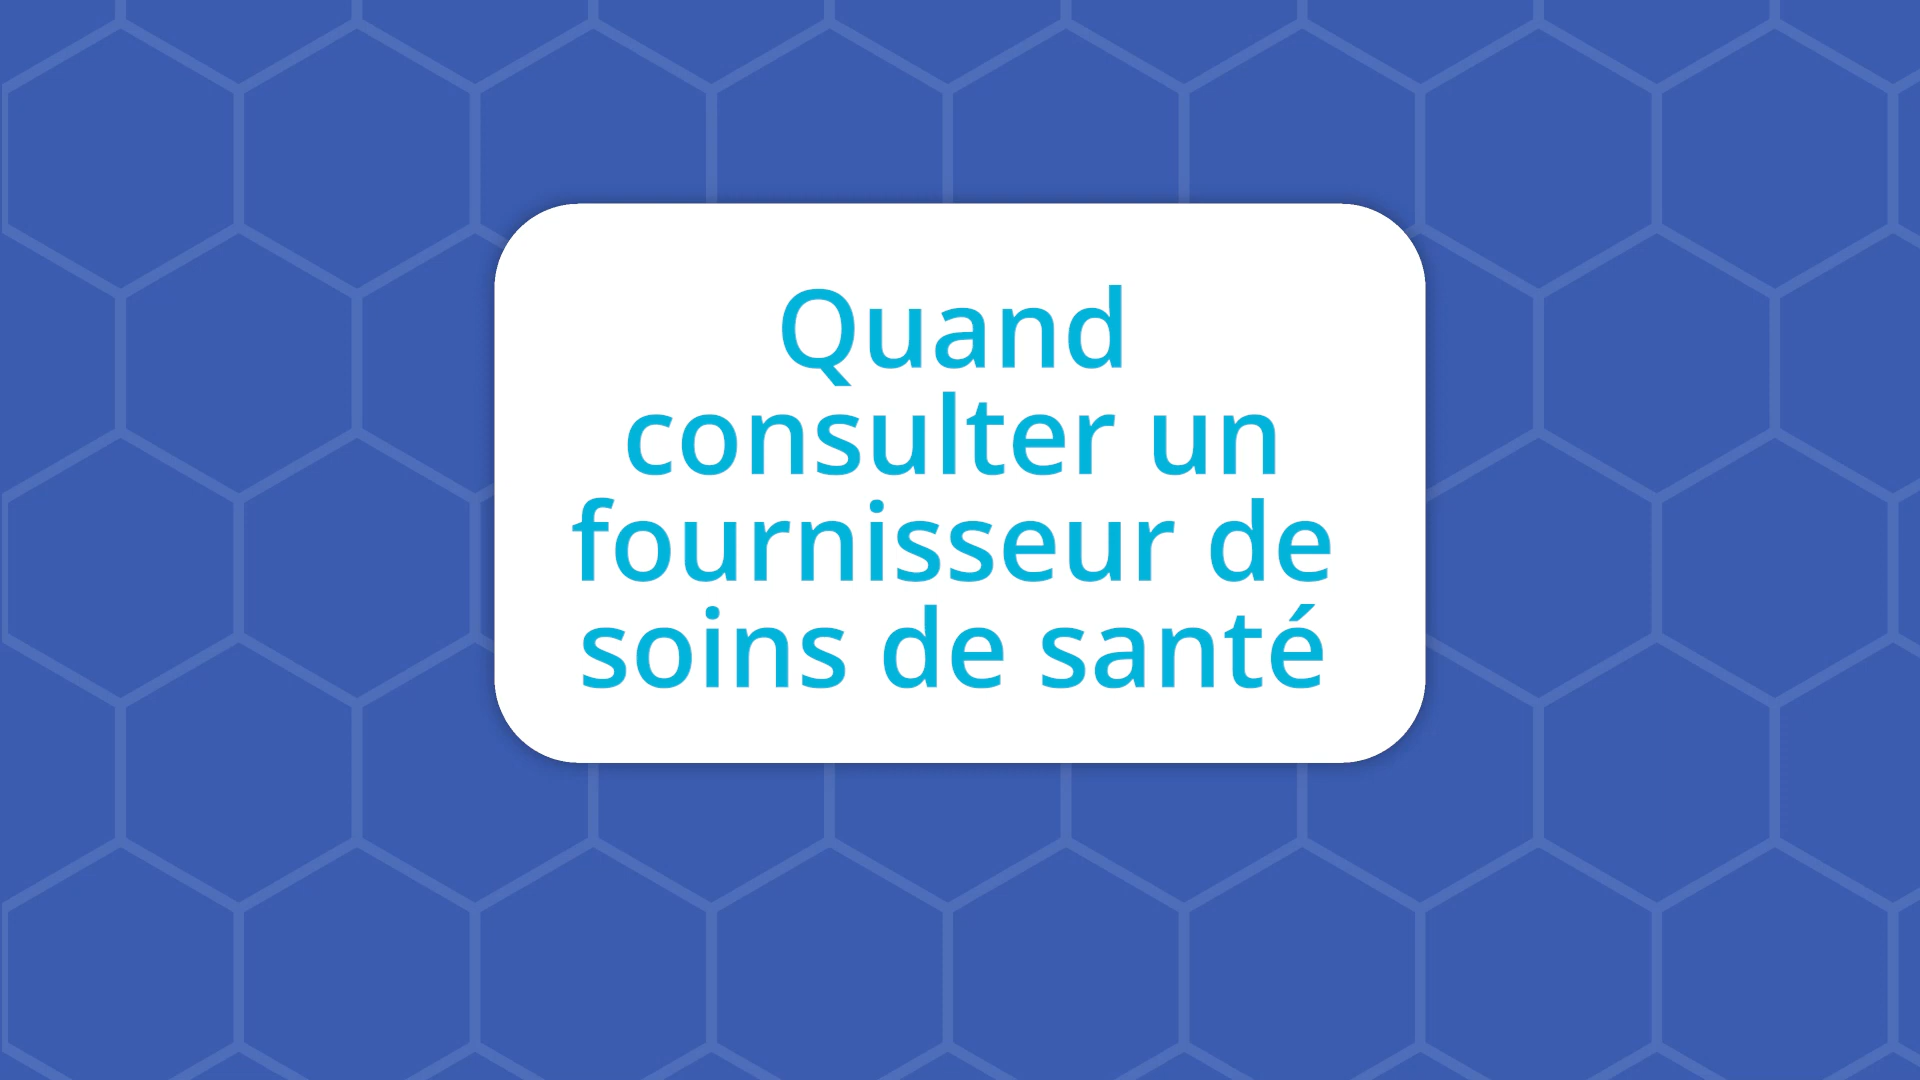 Quand
consulter un
fournisseur de
soins de santé